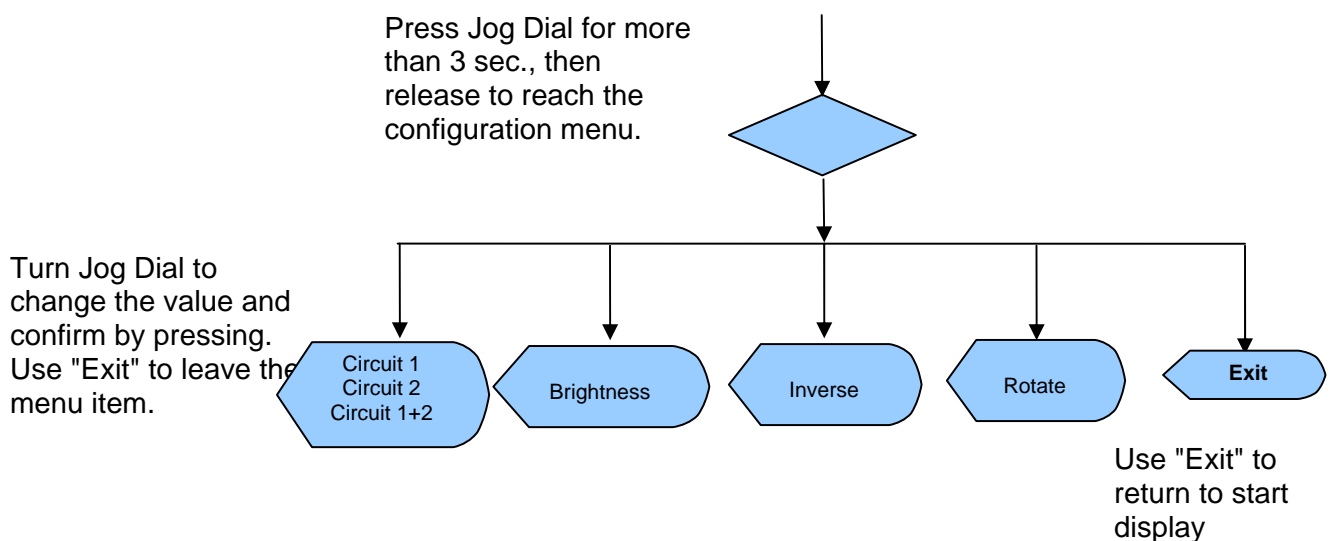 Press Jog Dial for more
than 3 sec., then
release to reach the
configuration menu.
Turn Jog Dial to
change the value and
confirm by pressing.
Use "Exit" to leave the
menu item.
Circuit 1
Circuit 2
Circuit 1+2
Brightness
Inverse
Rotate
Exit
Use "Exit" to
return to start
display